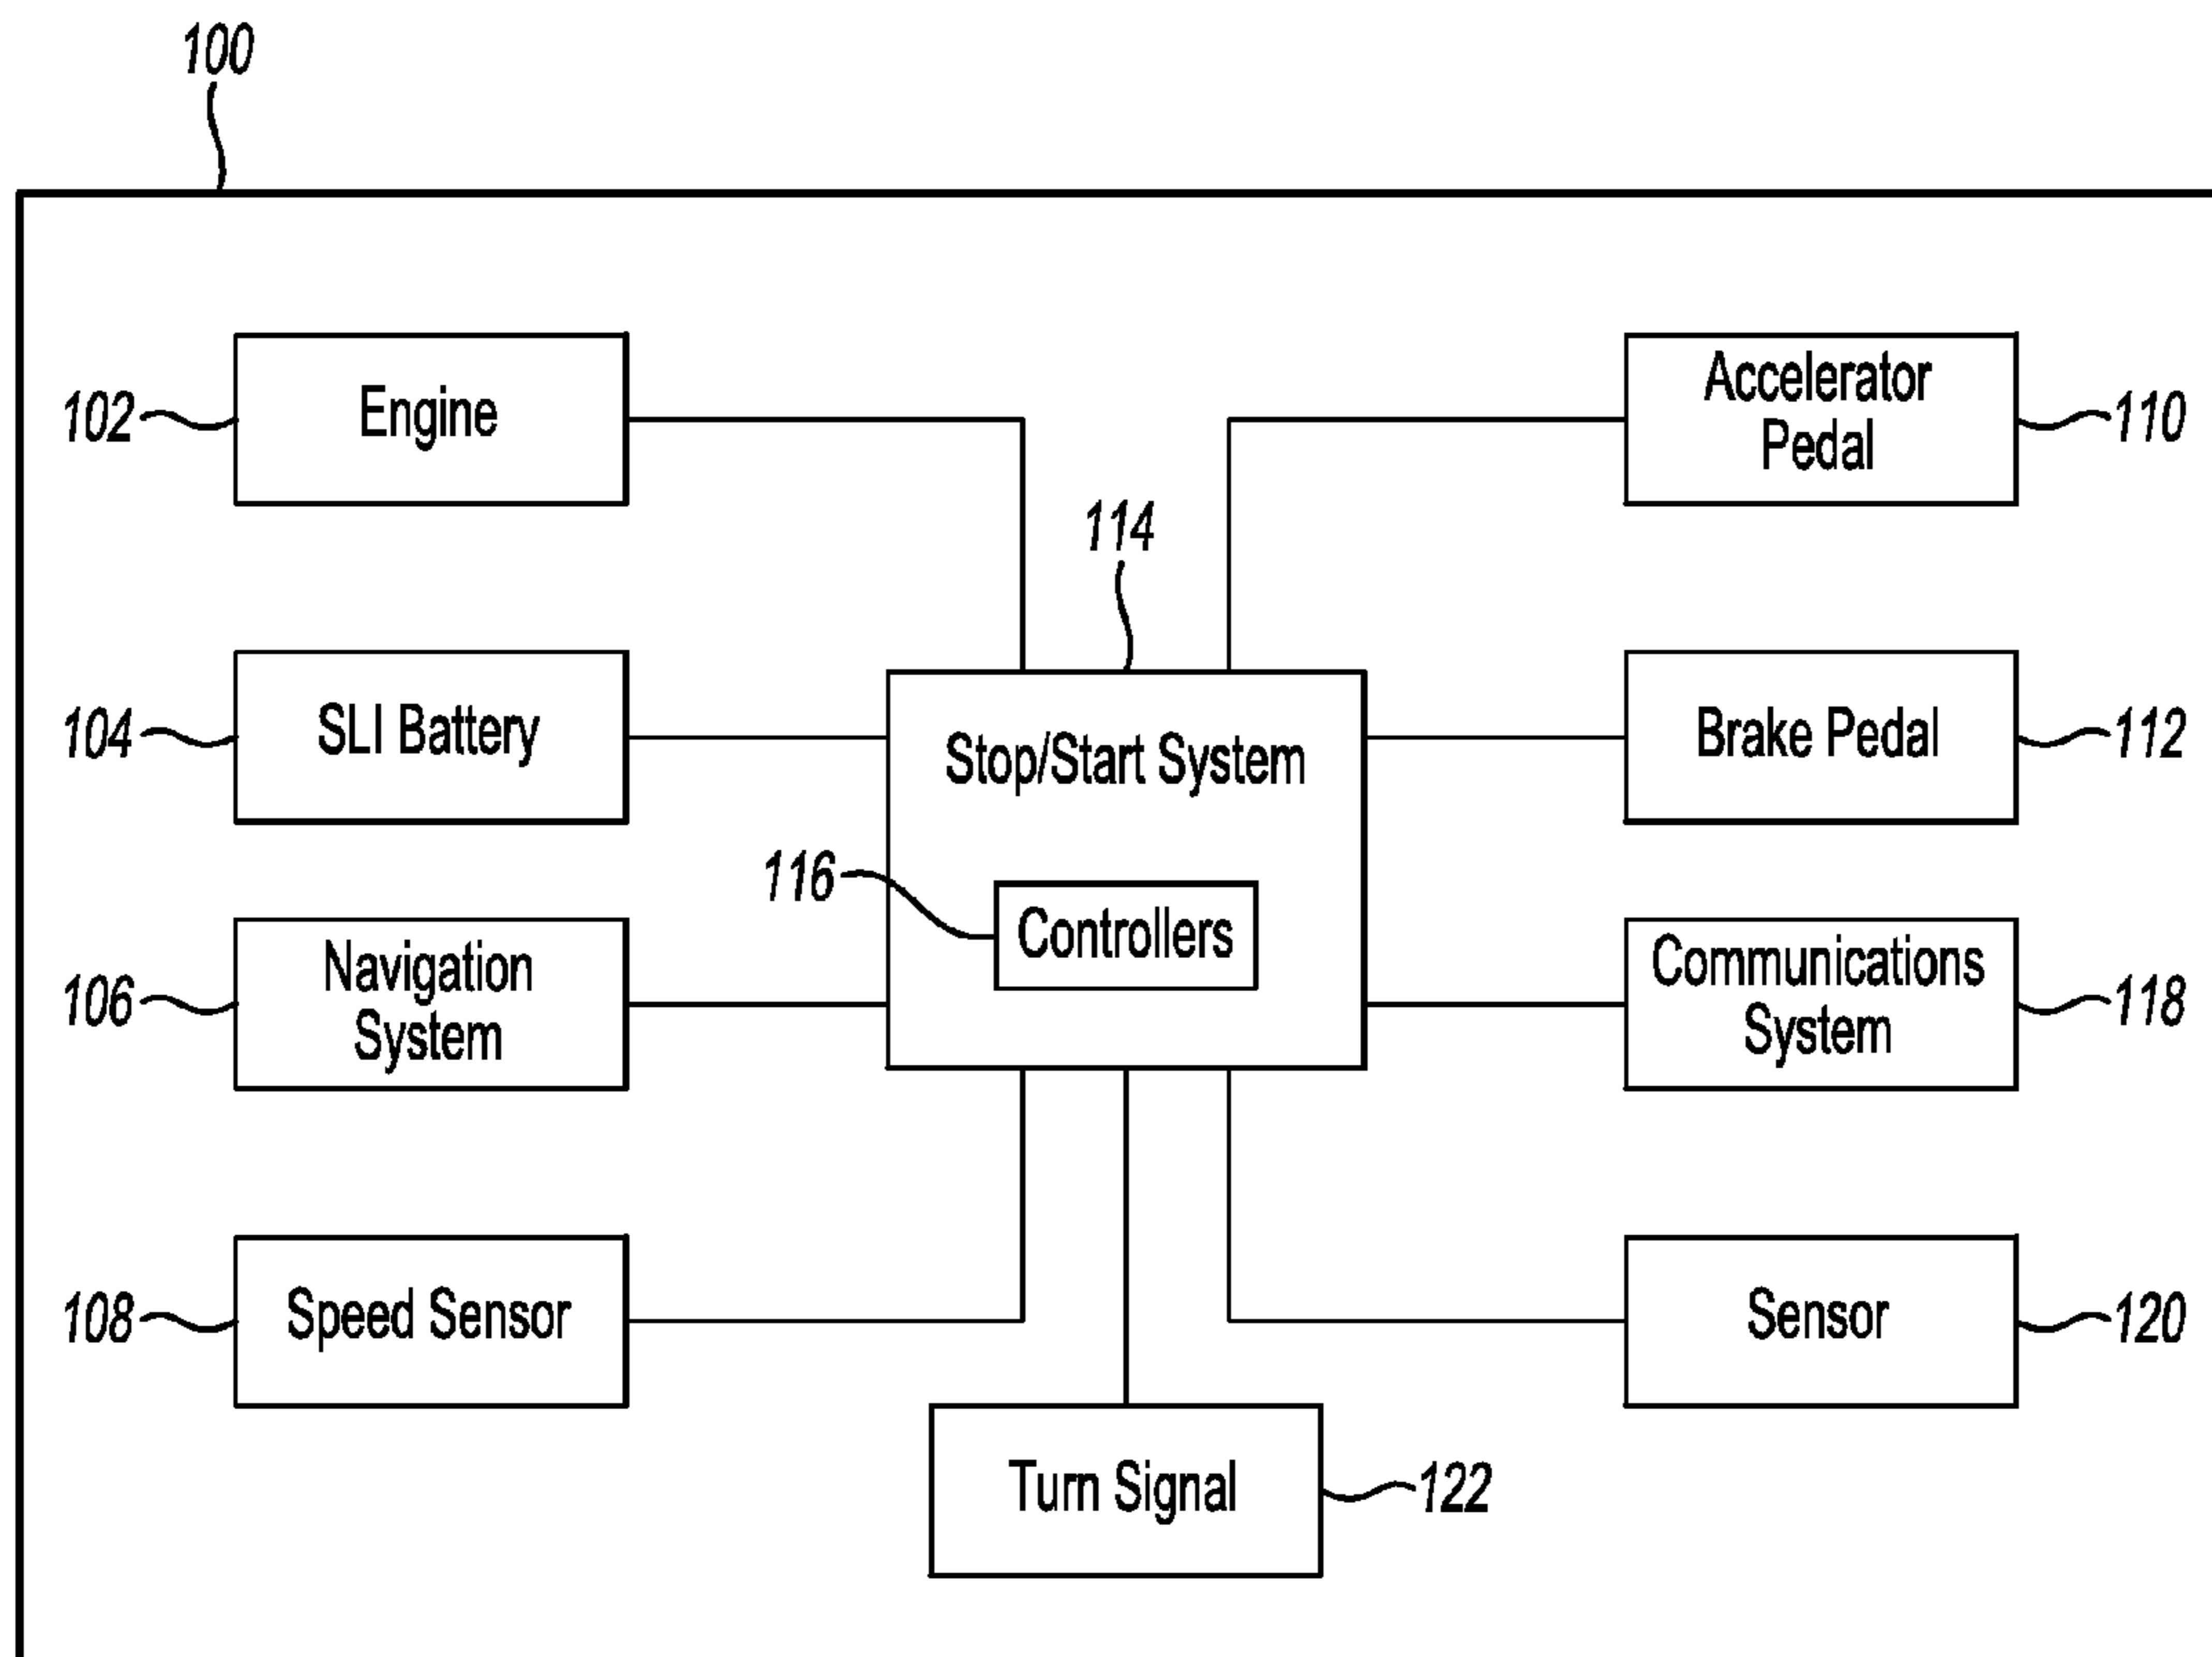 100
102
Engine
Accelerator
Pedal
110
114
104
SLI Battery
Stop/Start System
Brake Pedal
112
116
Controllers
106
Navigation
System
Communications
System
118
108
Speed Sensor
Sensor
120
Turn Signal
122